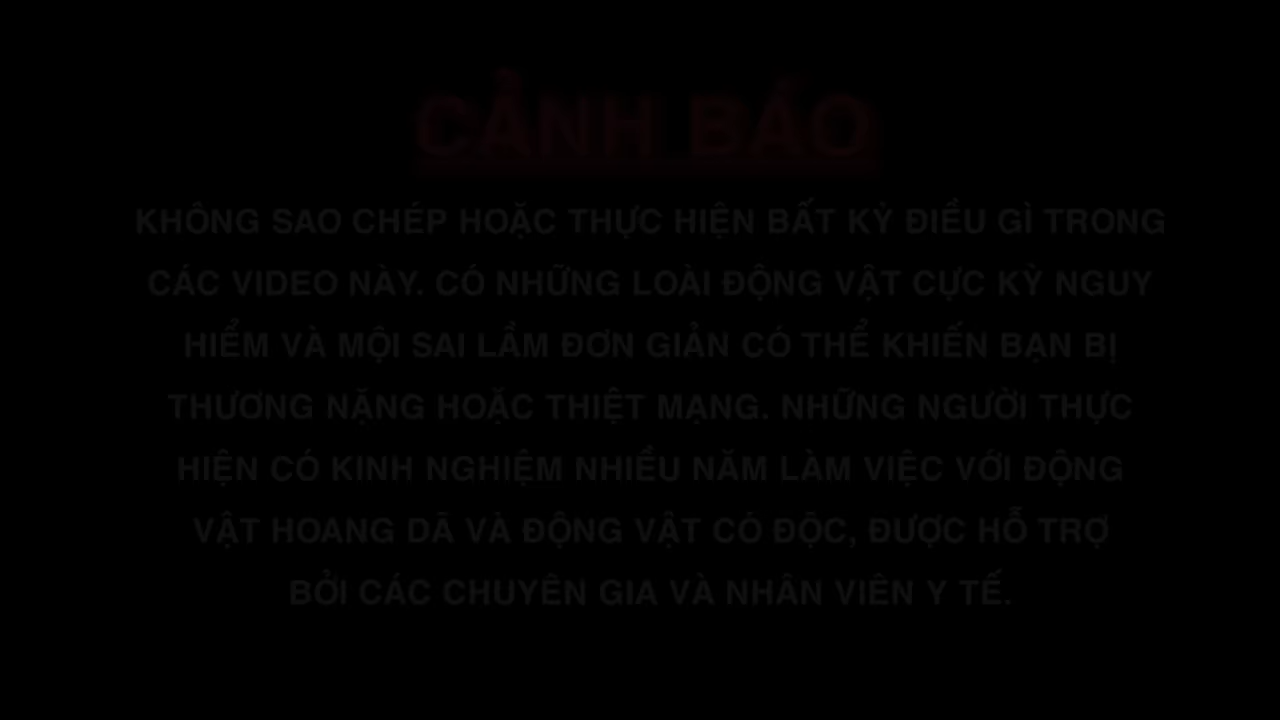 CẢNH BÁO
KHÔNG SAO CHÉP HOẶC THỰC HIỆN BẤT KỲ ĐIỀU GÌ TRONG
CÁC VIDEO NÀY. CÓ NHỮNG LOÀI ĐỘNG VẬT CỰC KỲ NGUY
HIỂM VÀ MỘI SAI LẦM ĐƠN GIẢN CÓ THỂ KHIẾN BẠN BỊ
THƯƠNG NẶNG HOẶC THIỆT MẠNG. NHỮNG NGƯỜI THỰC
HIỆN CÓ KINH NGHIỆM NHIỀU NĂM LÀM VIỆC VỚI ĐỘNG
VẬT HOANG DÃ VÀ ĐỘNG VẬT CÓ ĐỘC, ĐƯỢC HỖ TRỢ
BỞI CÁC CHUYÊN GIA VÀ NHÂN VIÊN Y TẾ.